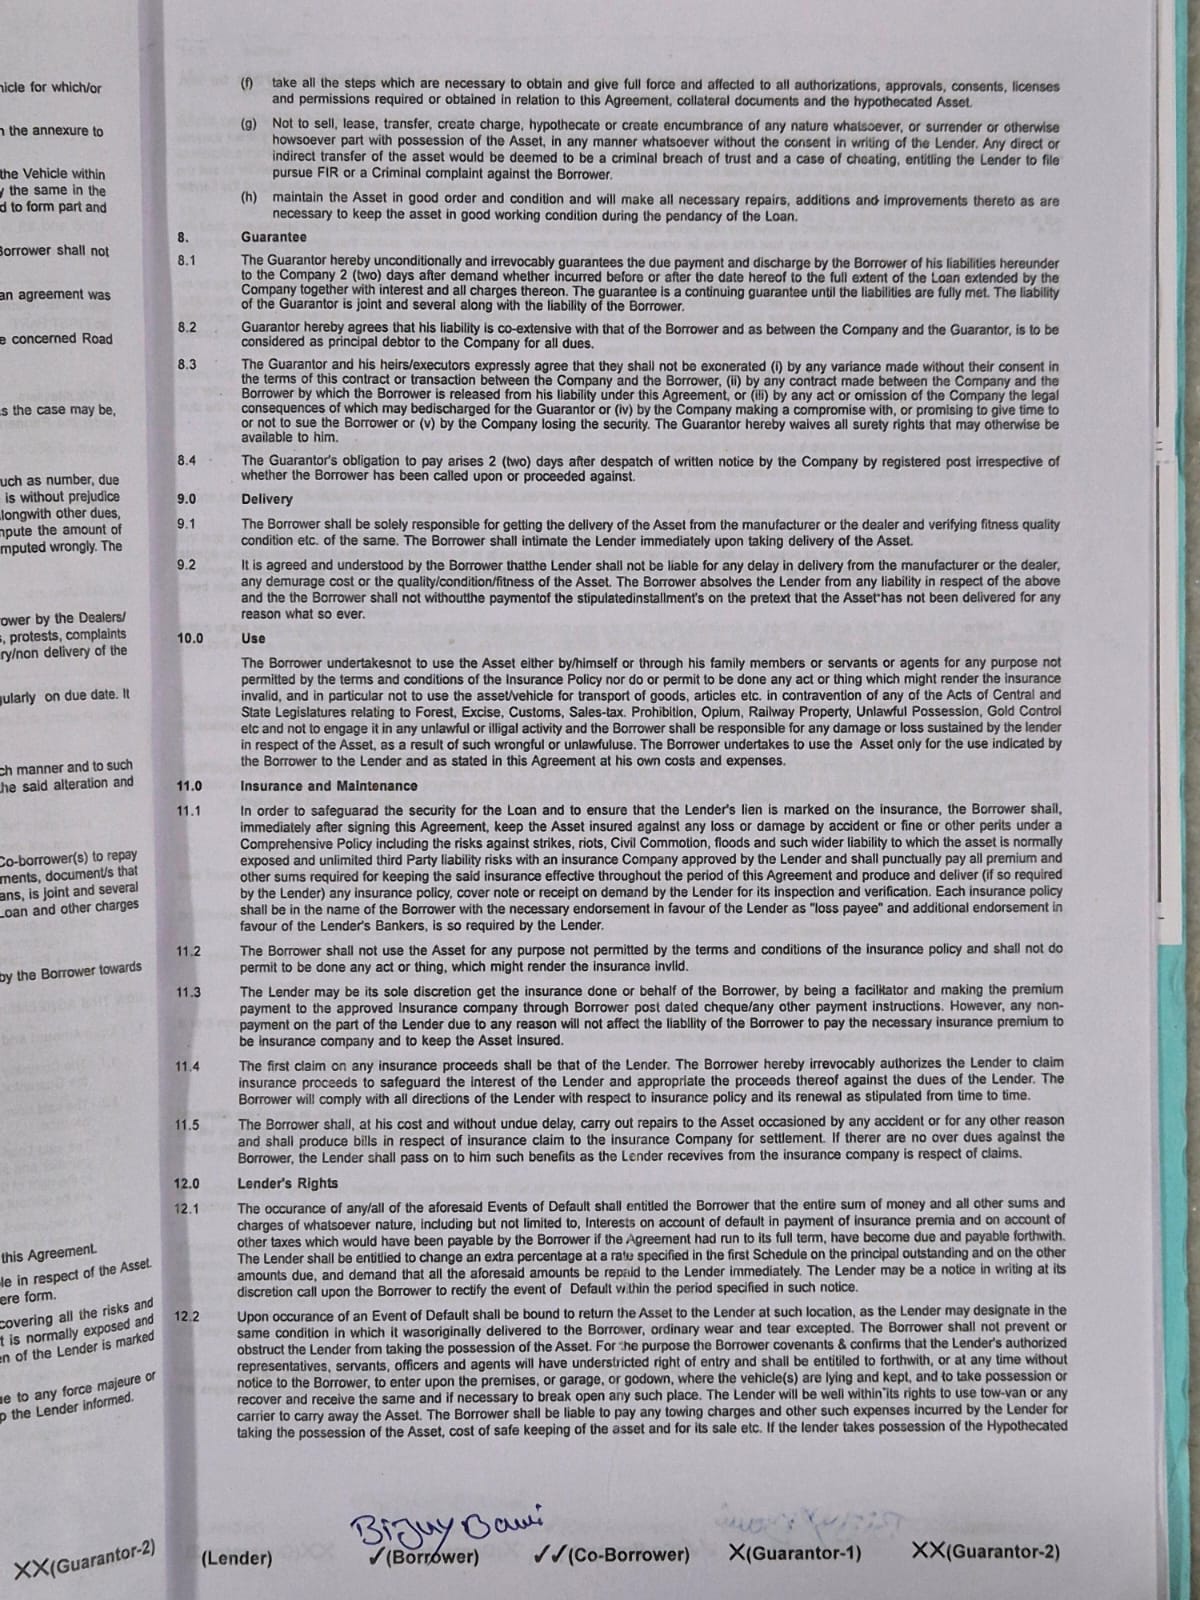 nicle for which/or
n the annexure to
the Vehicle within
y the same in the
d to form part and
Borrower shall not
an agreement was
e concerned Road
s the case may be,
uch as number, due
is without prejudice
longwith other dues,
mpute the amount of
mputed wrongly. The
ower by the Dealers/
, protests, complaints
ry/non delivery of the
gularly on due date. It
ch manner and to such
he said alteration and
Co-borrower(s) to repay
ments, document/s that
ans, is joint and several
Loan and other charges
by the Borrower towards
this Agreement.
le in respect of the Asset.
ere form.
covering all the risks and
t is normally exposed and
en of the Lender is marked
ue to any force majeure or
p the Lender informed.
XX(Guarantor-2)
(f) take all the steps which are necessary to obtain and give full force and affected to all authorizations, approvals, consents, licenses
and permissions required or obtained in relation to this Agreement, collateral documents and the hypothecated Asset.
(g) Not to sell, lease, transfer, create charge, hypothecate or create encumbrance of any nature whatsoever, or surrender or otherwise
howsoever part with possession of the Asset, in any manner whatsoever without the consent in writing of the Lender. Any direct or
indirect transfer of the asset would be deemed to be a criminal breach of trust and a case of cheating, entitling the Lender to file
pursue FIR or a Criminal complaint against the Borrower.
(h) maintain the Asset in good order and condition and will make all necessary repairs, additions and improvements thereto as are
necessary to keep the asset in good working condition during the pendancy of the Loan.
8. Guarantee
8.1 The Guarantor hereby unconditionally and irrevocably guarantees the due payment and discharge by the Borrower of his liabilities hereunder
to the Company 2 (two) days after demand whether incurred before or after the date hereof to the full extent of the Loan extended by the
Company together with interest and all charges thereon. The guarantee is a continuing guarantee until the liabilities are fully met. The liability
of the Guarantor is joint and several along with the liability of the Borrower.
8.2 Guarantor hereby agrees that his liability is co-extensive with that of the Borrower and as between the Company and the Guarantor, is to be
considered as principal debtor to the Company for all dues.
8.3 The Guarantor and his heirs/executors expressly agree that they shall not be exonerated (i) by any variance made without their consent in
the terms of this contract or transaction between the Company and the Borrower, (ii) by any contract made between the Company and the
Borrower by which the Borrower is released from his liability under this Agreement, or (iii) by any act or omission of the Company the legal
consequences of which may bedischarged for the Guarantor or (iv) by the Company making a compromise with, or promising to give time to
or not to sue the Borrower or (v) by the Company losing the security. The Guarantor hereby waives all surety rights that may otherwise be
available to him.
8.4 The Guarantor's obligation to pay arises 2 (two) days after despatch of written notice by the Company by registered post irrespective of
whether the Borrower has been called upon or proceeded against.
9.0 Delivery
9.1 The Borrower shall be solely responsible for getting the delivery of the Asset from the manufacturer or the dealer and verifying fitness quality
condition etc. of the same. The Borrower shall intimate the Lender immediately upon taking delivery of the Asset.
9.2 It is agreed and understood by the Borrower thatthe Lender shall not be liable for any delay in delivery from the manufacturer or the dealer,
any demurage cost or the quality/condition/fitness of the Asset. The Borrower absolves the Lender from any liability in respect of the above
and the the Borrower shall not withoutthe paymentof the stipulatedinstallment's on the pretext that the Asset has not been delivered for any
reason what so ever.
10.0 Use
The Borrower undertakesnot to use the Asset either by/himself or through his family members or servants or agents for any purpose not
permitted by the terms and conditions of the Insurance Policy nor do or permit to be done any act or thing which might render the insurance
invalid, and in particular not to use the asset/vehicle for transport of goods, articles etc. in contravention of any of the Acts of Central and
State Legislatures relating to Forest, Excise, Customs, Sales-tax. Prohibition, Opium, Railway Property, Unlawful Possession, Gold Control
etc and not to engage it in any unlawful or illigal activity and the Borrower shall be responsible for any damage or loss sustained by the lender
in respect of the Asset, as a result of such wrongful or unlawfuluse. The Borrower undertakes to use the Asset only for the use indicated by
the Borrower to the Lender and as stated in this Agreement at his own costs and expenses.
11.0 Insurance and Maintenance
11.1 In order to safeguarad the security for the Loan and to ensure that the Lender's lien is marked on the insurance, the Borrower shall,
immediately after signing this Agreement, keep the Asset insured against any loss or damage by accident or fine or other perits under a
Comprehensive Policy including the risks against strikes, riots, Civil Commotion, floods and such wider liability to which the asset is normally
exposed and unlimited third Party liability risks with an insurance Company approved by the Lender and shall punctually pay all premium and
other sums required for keeping the said insurance effective throughout the period of this Agreement and produce and deliver (if so required
by the Lender) any insurance policy, cover note or receipt on demand by the Lender for its inspection and verification. Each insurance policy
shall be in the name of the Borrower with the necessary endorsement in favour of the Lender as "loss payee" and additional endorsement in
favour of the Lender's Bankers, is so required by the Lender.
11.2 The Borrower shall not use the Asset for any purpose not permitted by the terms and conditions of the insurance policy and shall not do
permit to be done any act or thing, which might render the insurance invlid.
11.3 The Lender may be its sole discretion get the insurance done or behalf of the Borrower, by being a facilitator and making the premium
payment to the approved Insurance company through Borrower post dated cheque/any other payment instructions. However, any non-
payment on the part of the Lender due to any reason will not affect the liability of the Borrower to pay the necessary insurance premium to
be insurance company and to keep the Asset insured.
11.4 The first claim on any insurance proceeds shall be that of the Lender. The Borrower hereby irrevocably authorizes the Lender to claim
insurance proceeds to safeguard the interest of the Lender and appropriate the proceeds thereof against the dues of the Lender. The
Borrower will comply with all directions of the Lender with respect to insurance policy and its renewal as stipulated from time to time.
11.5 The Borrower shall, at his cost and without undue delay, carry out repairs to the Asset occasioned by any accident or for any other reason
and shall produce bills in respect of insurance claim to the insurance Company for settlement. If therer are no over dues against the
Borrower, the Lender shall pass on to him such benefits as the Lender recevives from the insurance company is respect of claims.
12.0 Lender's Rights
12.1 The occurance of any/all of the aforesaid Events of Default shall entitled the Borrower that the entire sum of money and all other sums and
charges of whatsoever nature, including but not limited to, Interests on account of default in payment of insurance premia and on account of
other taxes which would have been payable by the Borrower if the Agreement had run to its full term, have become due and payable forthwith.
The Lender shall be entitlied to change an extra percentage at a rate specified in the first Schedule on the principal outstanding and on the other
amounts due, and demand that all the aforesaid amounts be repaid to the Lender immediately. The Lender may be a notice in writing at its
discretion call upon the Borrower to rectify the event of Default within the period specified in such notice.
12.2 Upon occurance of an Event of Default shall be bound to return the Asset to the Lender at such location, as the Lender may designate in the
same condition in which it wasoriginally delivered to the Borrower, ordinary wear and tear excepted. The Borrower shall not prevent or
obstruct the Lender from taking the possession of the Asset. For the purpose the Borrower covenants & confirms that the Lender's authorized
representatives, servants, officers and agents will have understricted right of entry and shall be entitiled to forthwith, or at any time without
notice to the Borrower, to enter upon the premises, or garage, or godown, where the vehicle(s) are lying and kept, and to take possession or
recover and receive the same and if necessary to break open any such place. The Lender will be well within its rights to use tow-van or any
carrier to carry away the Asset. The Borrower shall be liable to pay any towing charges and other such expenses incurred by the Lender for
taking the possession of the Asset, cost of safe keeping of the asset and for its sale etc. If the lender takes possession of the Hypothecated
Bijuy Bawi
(Lender) ✓(Borrower) ✓✓(Co-Borrower) X(Guarantor-1) XX(Guarantor-2)